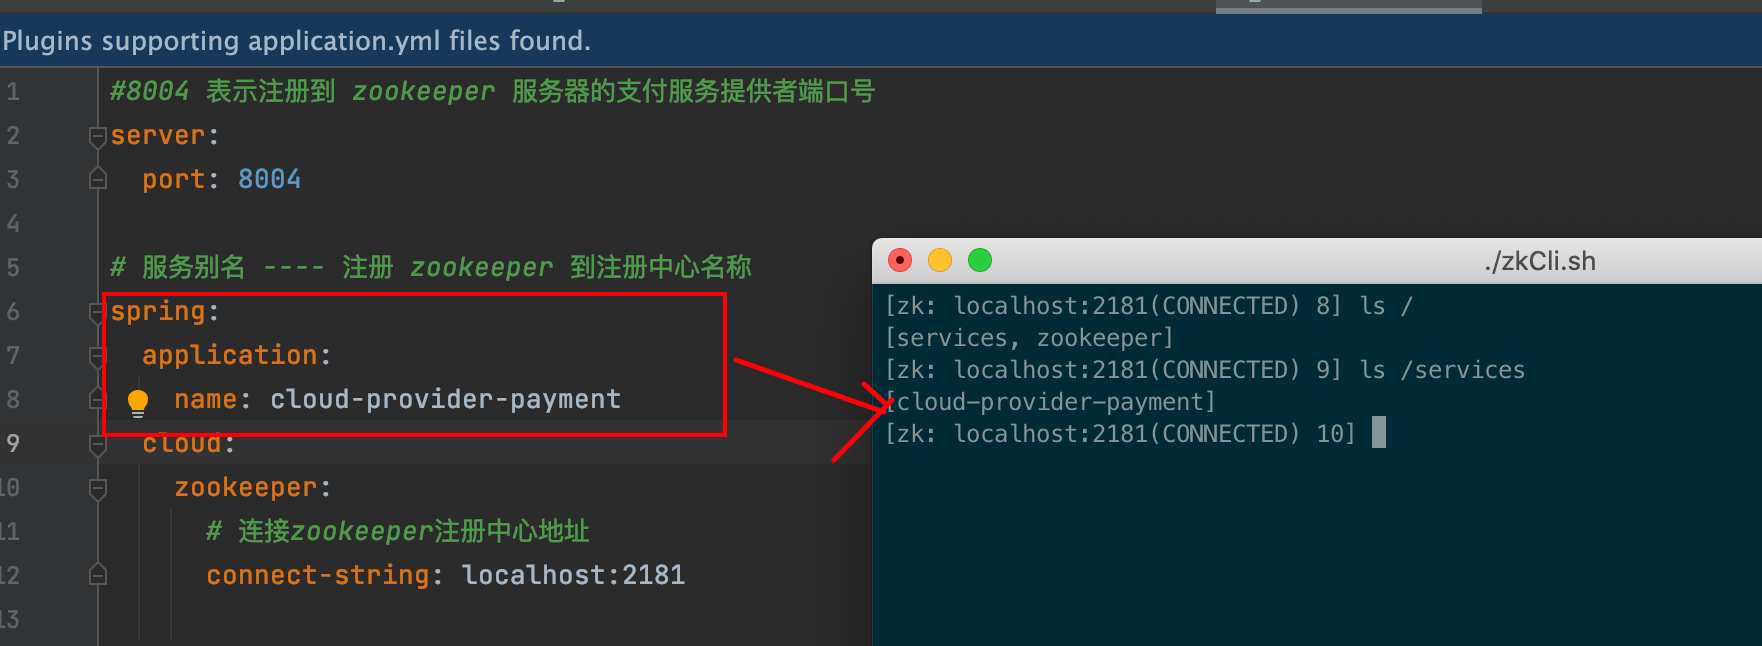 Plugins supporting application.yml files found.
1 #8004 表示注册到 zookeeper 服务器的支付服务提供者端口号
2 server:
3 port: 8004
4
5 # 服务别名 ---- 注册 zookeeper 到注册中心名称
6 spring:
7 application:
8 name: cloud-provider-payment
9 cloud:
10 zookeeper:
11 # 连接zookeeper注册中心地址
12 connect-string: localhost:2181
13
./zkCli.sh
[zk: localhost:2181(CONNECTED) 8] ls /
[services, zookeeper]
[zk: localhost:2181(CONNECTED) 9] ls /services
[cloud-provider-payment]
[zk: localhost:2181(CONNECTED) 10]